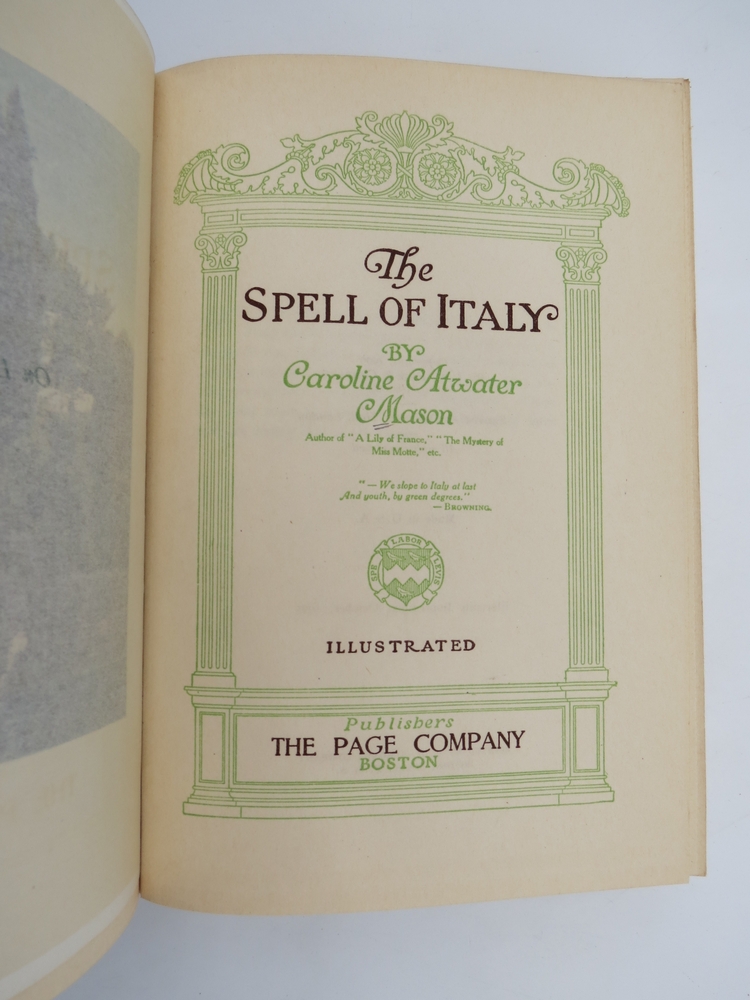 The
SPELL OF ITALY
BY
Caroline Atwater
Mason
Author of "A Lily of France," "The Mystery of
Miss Motte," etc.
"— We slope to Italy at last
And youth, by green degrees."
— BROWNING.
SPE LABOR LEVIS
ILLUSTRATED
Publishers
THE PAGE COMPANY
BOSTON